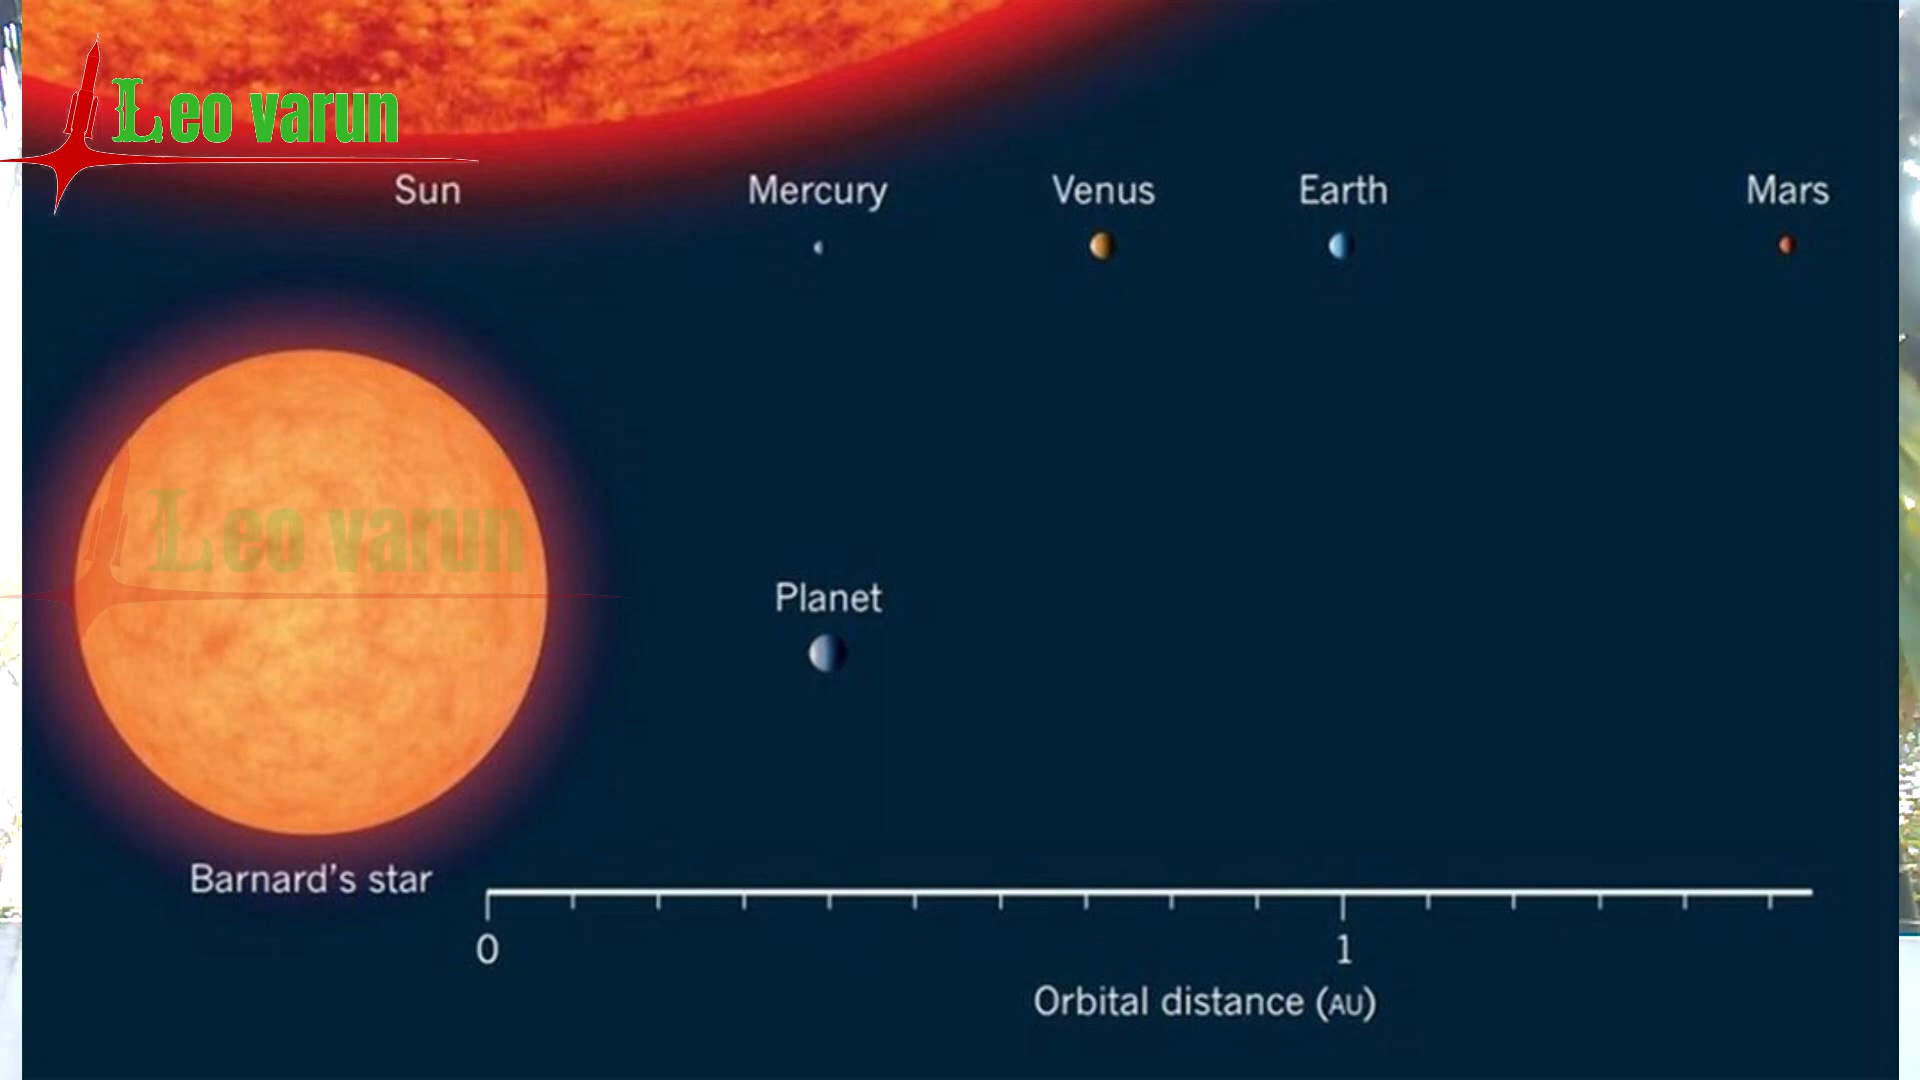 Leo varun
Sun Mercury Venus Earth Mars
Leo varun
Planet
Barnard's star
0 1
Orbital distance (AU)